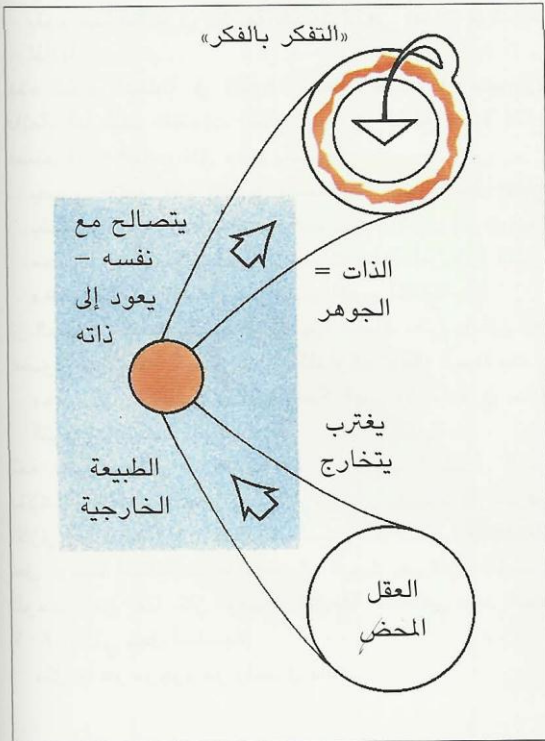 «التفكر بالفكر»
يتصالح مع
نفسه –
يعود إلى
ذاته
الذات =
الجوهر
يغترب
يتخارج
الطبيعة
الخارجية
العقل
المحض